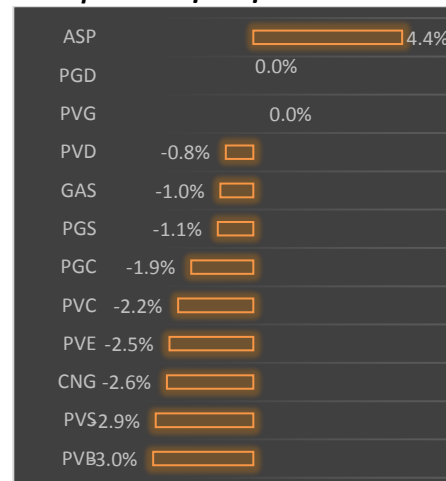 ASP 4.4%
PGD 0.0%
PVG 0.0%
PVD -0.8%
GAS -1.0%
PGS -1.1%
PGC -1.9%
PVC -2.2%
PVE -2.5%
CNG -2.6%
PVS -2.9%
PVB -3.0%